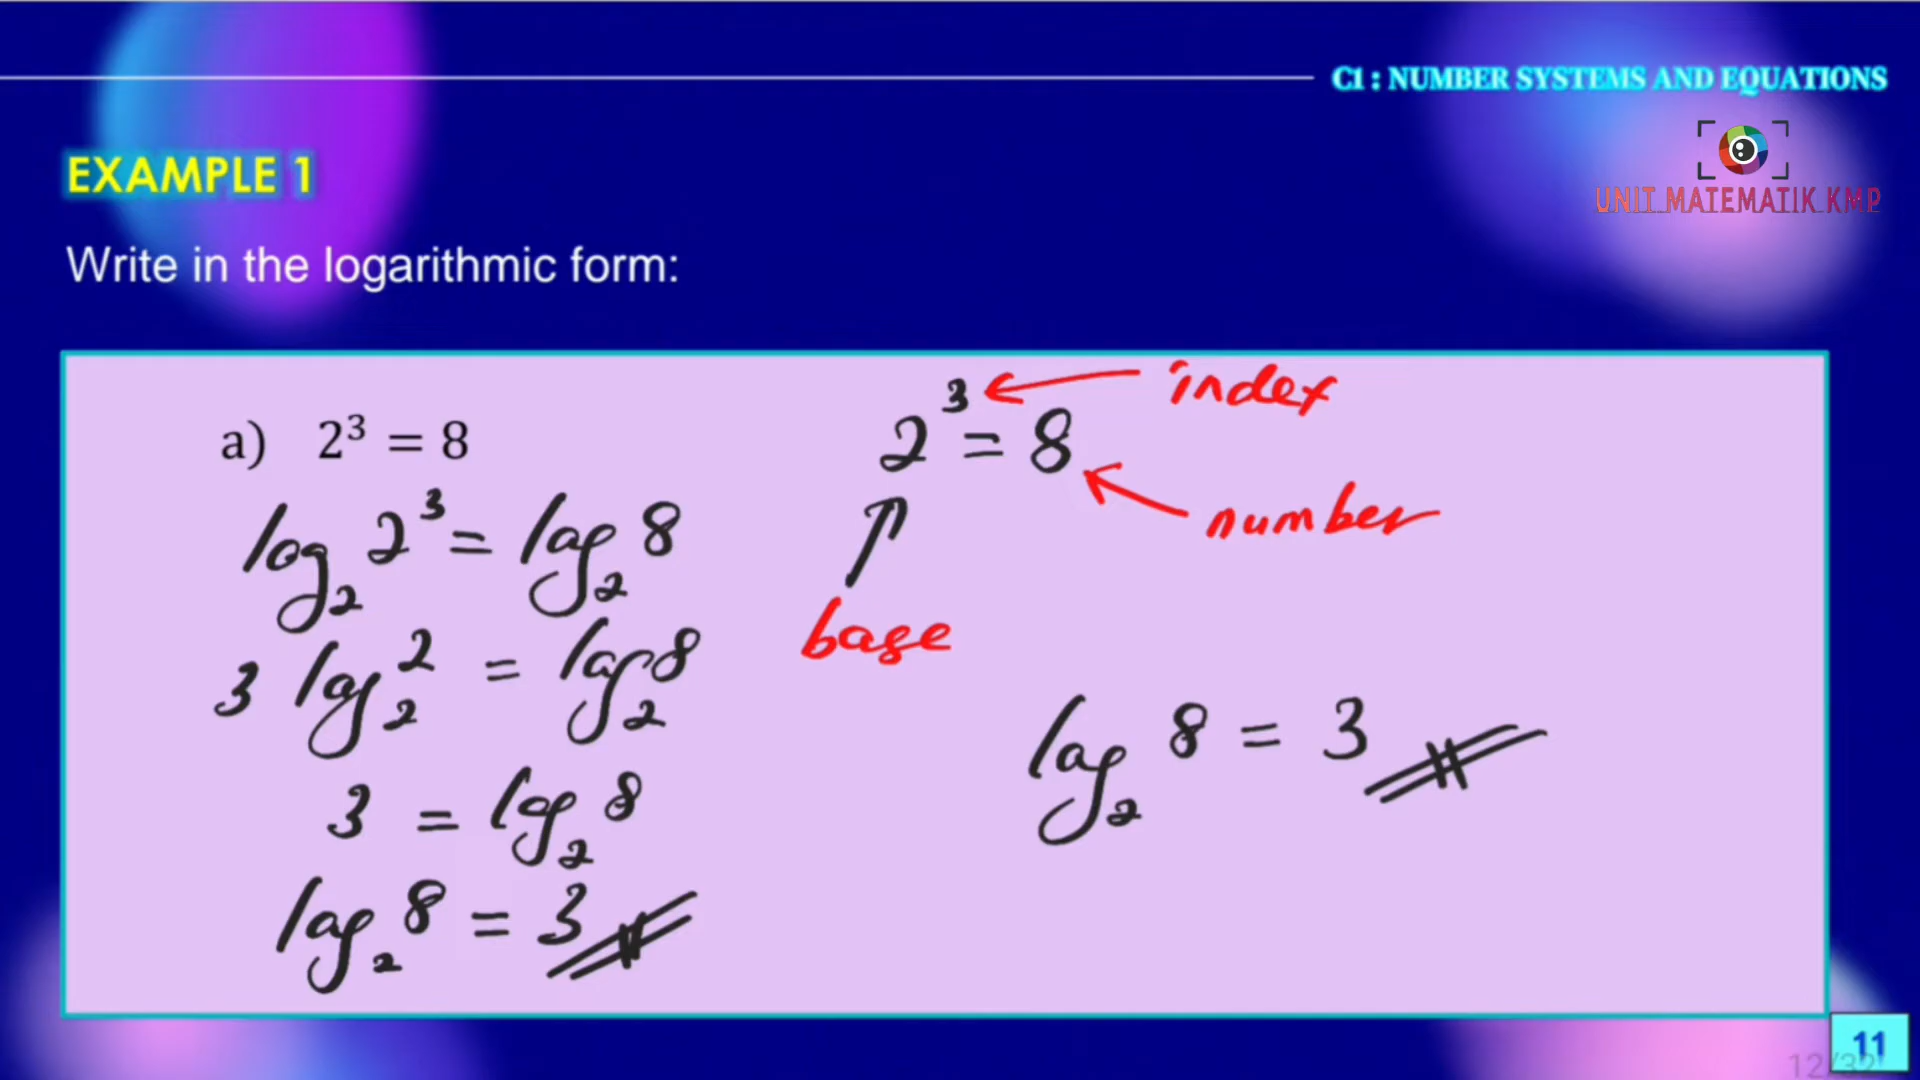 C1 : NUMBER SYSTEMS AND EQUATIONS
UNIT MATEMATIK KMP
EXAMPLE 1
Write in the logarithmic form:
a) 2³ = 8
log₂ 2³ = log₂ 8
3 log₂ 2 = log₂ 8
3 = log₂ 8
log₂ 8 = 3
2³ = 8
index
number
base
log₂ 8 = 3
11
12/32